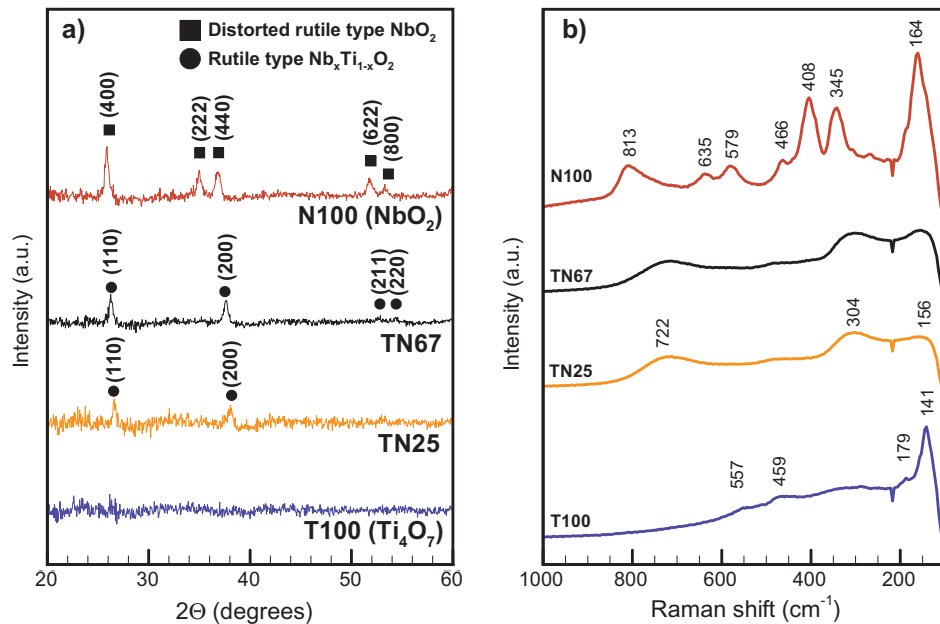 a)
■ Distorted rutile type NbO₂
● Rutile type NbₓTi₁₋ₓO₂
(400)
(222)
(440)
(622)
(800)
N100 (NbO₂)
(110)
(200)
(211)
(220)
TN67
(110)
(200)
TN25
T100 (Ti₄O₇)
Intensity (a.u.)
20 30 40 50 60
2Θ (degrees)
b)
164
408
345
466
813
635
579
N100
TN67
722
304
156
TN25
141
179
557
459
T100
Intensity (a.u.)
1000 800 600 400 200
Raman shift (cm⁻¹)